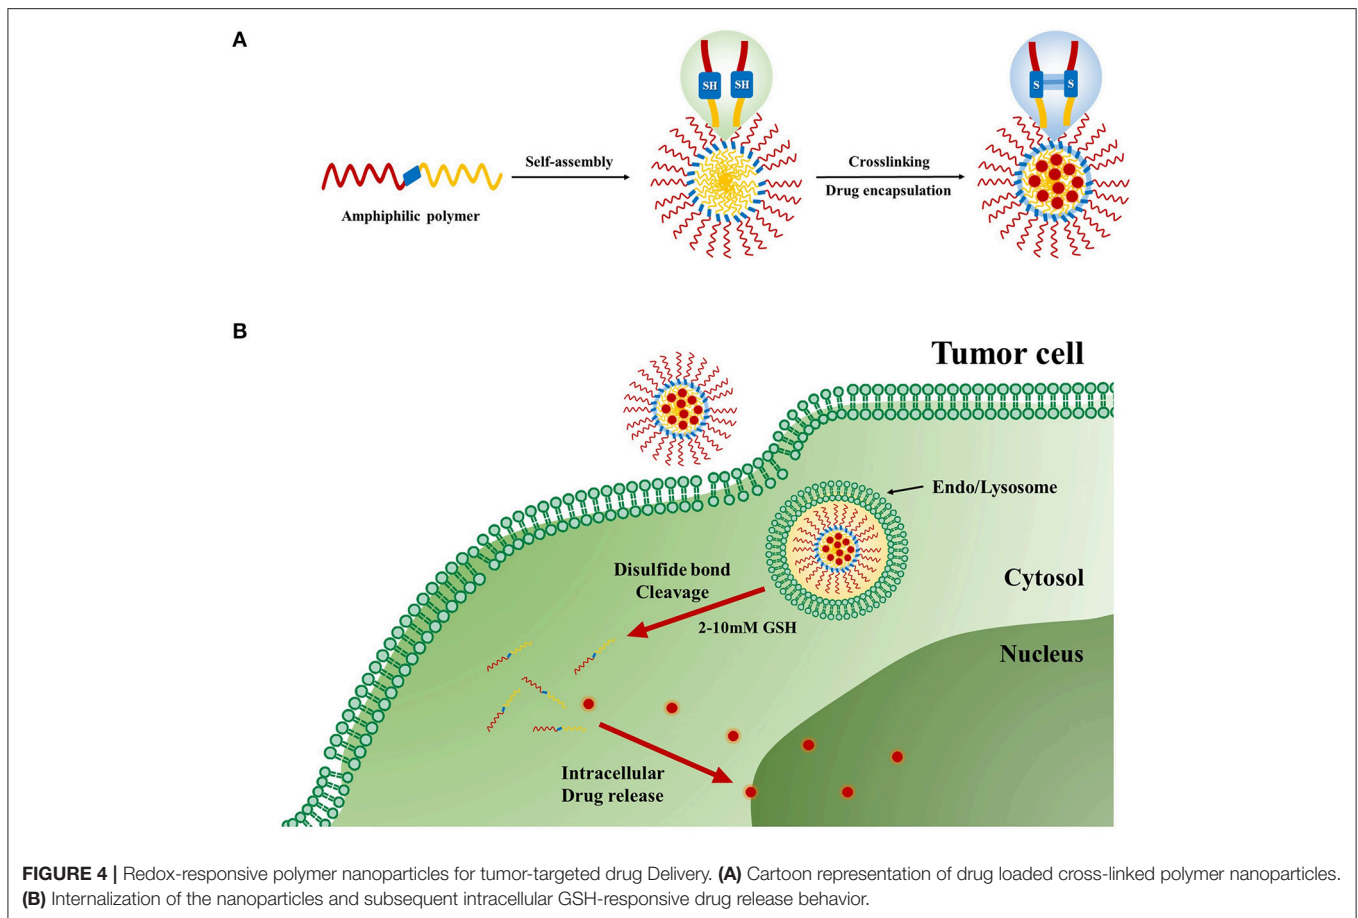 A
SH SH
S S
Self-assembly
Crosslinking
Drug encapsulation
Amphiphilic polymer
B
Tumor cell
Endo/Lysosome
Disulfide bond
Cleavage
Cytosol
2-10mM GSH
Nucleus
Intracellular
Drug release
FIGURE 4 | Redox-responsive polymer nanoparticles for tumor-targeted drug Delivery. (A) Cartoon representation of drug loaded cross-linked polymer nanoparticles.
(B) Internalization of the nanoparticles and subsequent intracellular GSH-responsive drug release behavior.